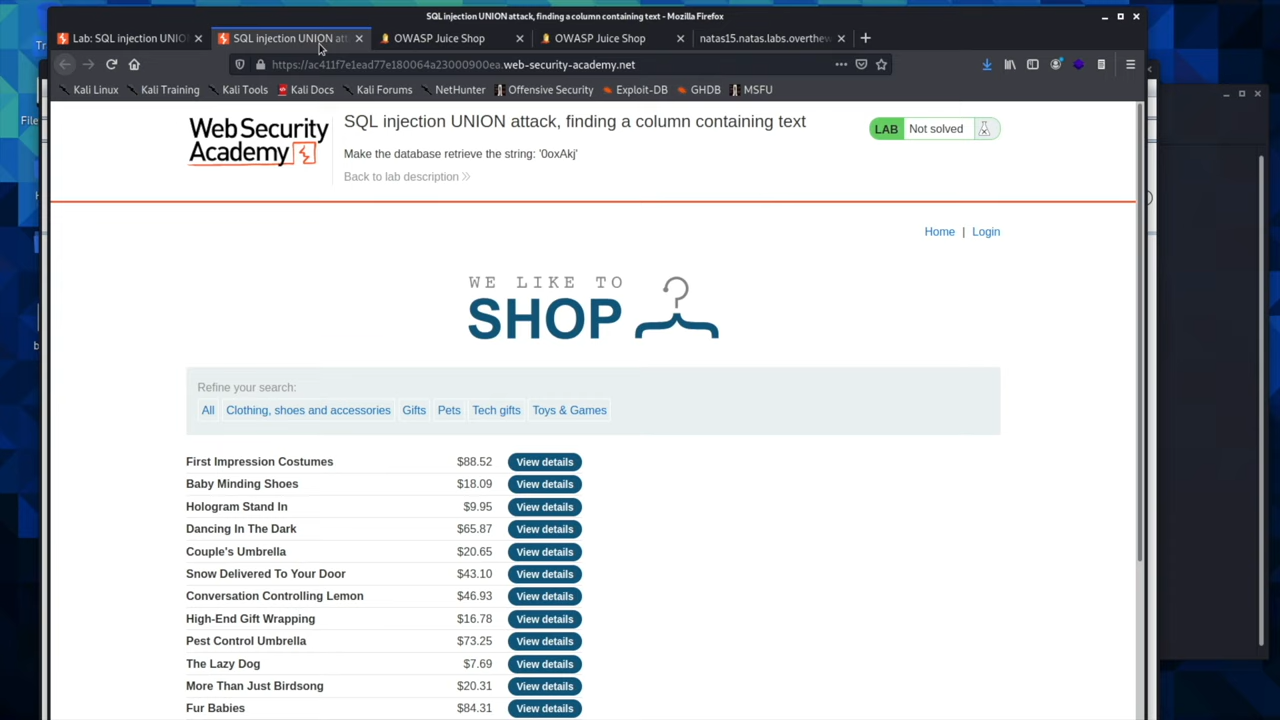 SQL injection UNION attack, finding a column containing text - Mozilla Firefox
Lab: SQL injection UNIO
SQL injection UNION att
OWASP Juice Shop
OWASP Juice Shop
natas15.natas.labs.overthew
https://ac411f7e1ead77e180064a23000900ea.web-security-academy.net
Kali Linux
Kali Training
Kali Tools
Kali Docs
Kali Forums
NetHunter
Offensive Security
Exploit-DB
GHDB
MSFU
Tr
File
H
b
WebSecurity
Academy
SQL injection UNION attack, finding a column containing text
Make the database retrieve the string: '0oxAkj'
Back to lab description
LAB Not solved
Home | Login
WE LIKE TO
SHOP
Refine your search:
All Clothing, shoes and accessories Gifts Pets Tech gifts Toys & Games
First Impression Costumes $88.52 View details
Baby Minding Shoes $18.09 View details
Hologram Stand In $9.95 View details
Dancing In The Dark $65.87 View details
Couple's Umbrella $20.65 View details
Snow Delivered To Your Door $43.10 View details
Conversation Controlling Lemon $46.93 View details
High-End Gift Wrapping $16.78 View details
Pest Control Umbrella $73.25 View details
The Lazy Dog $7.69 View details
More Than Just Birdsong $20.31 View details
Fur Babies $84.31 View details